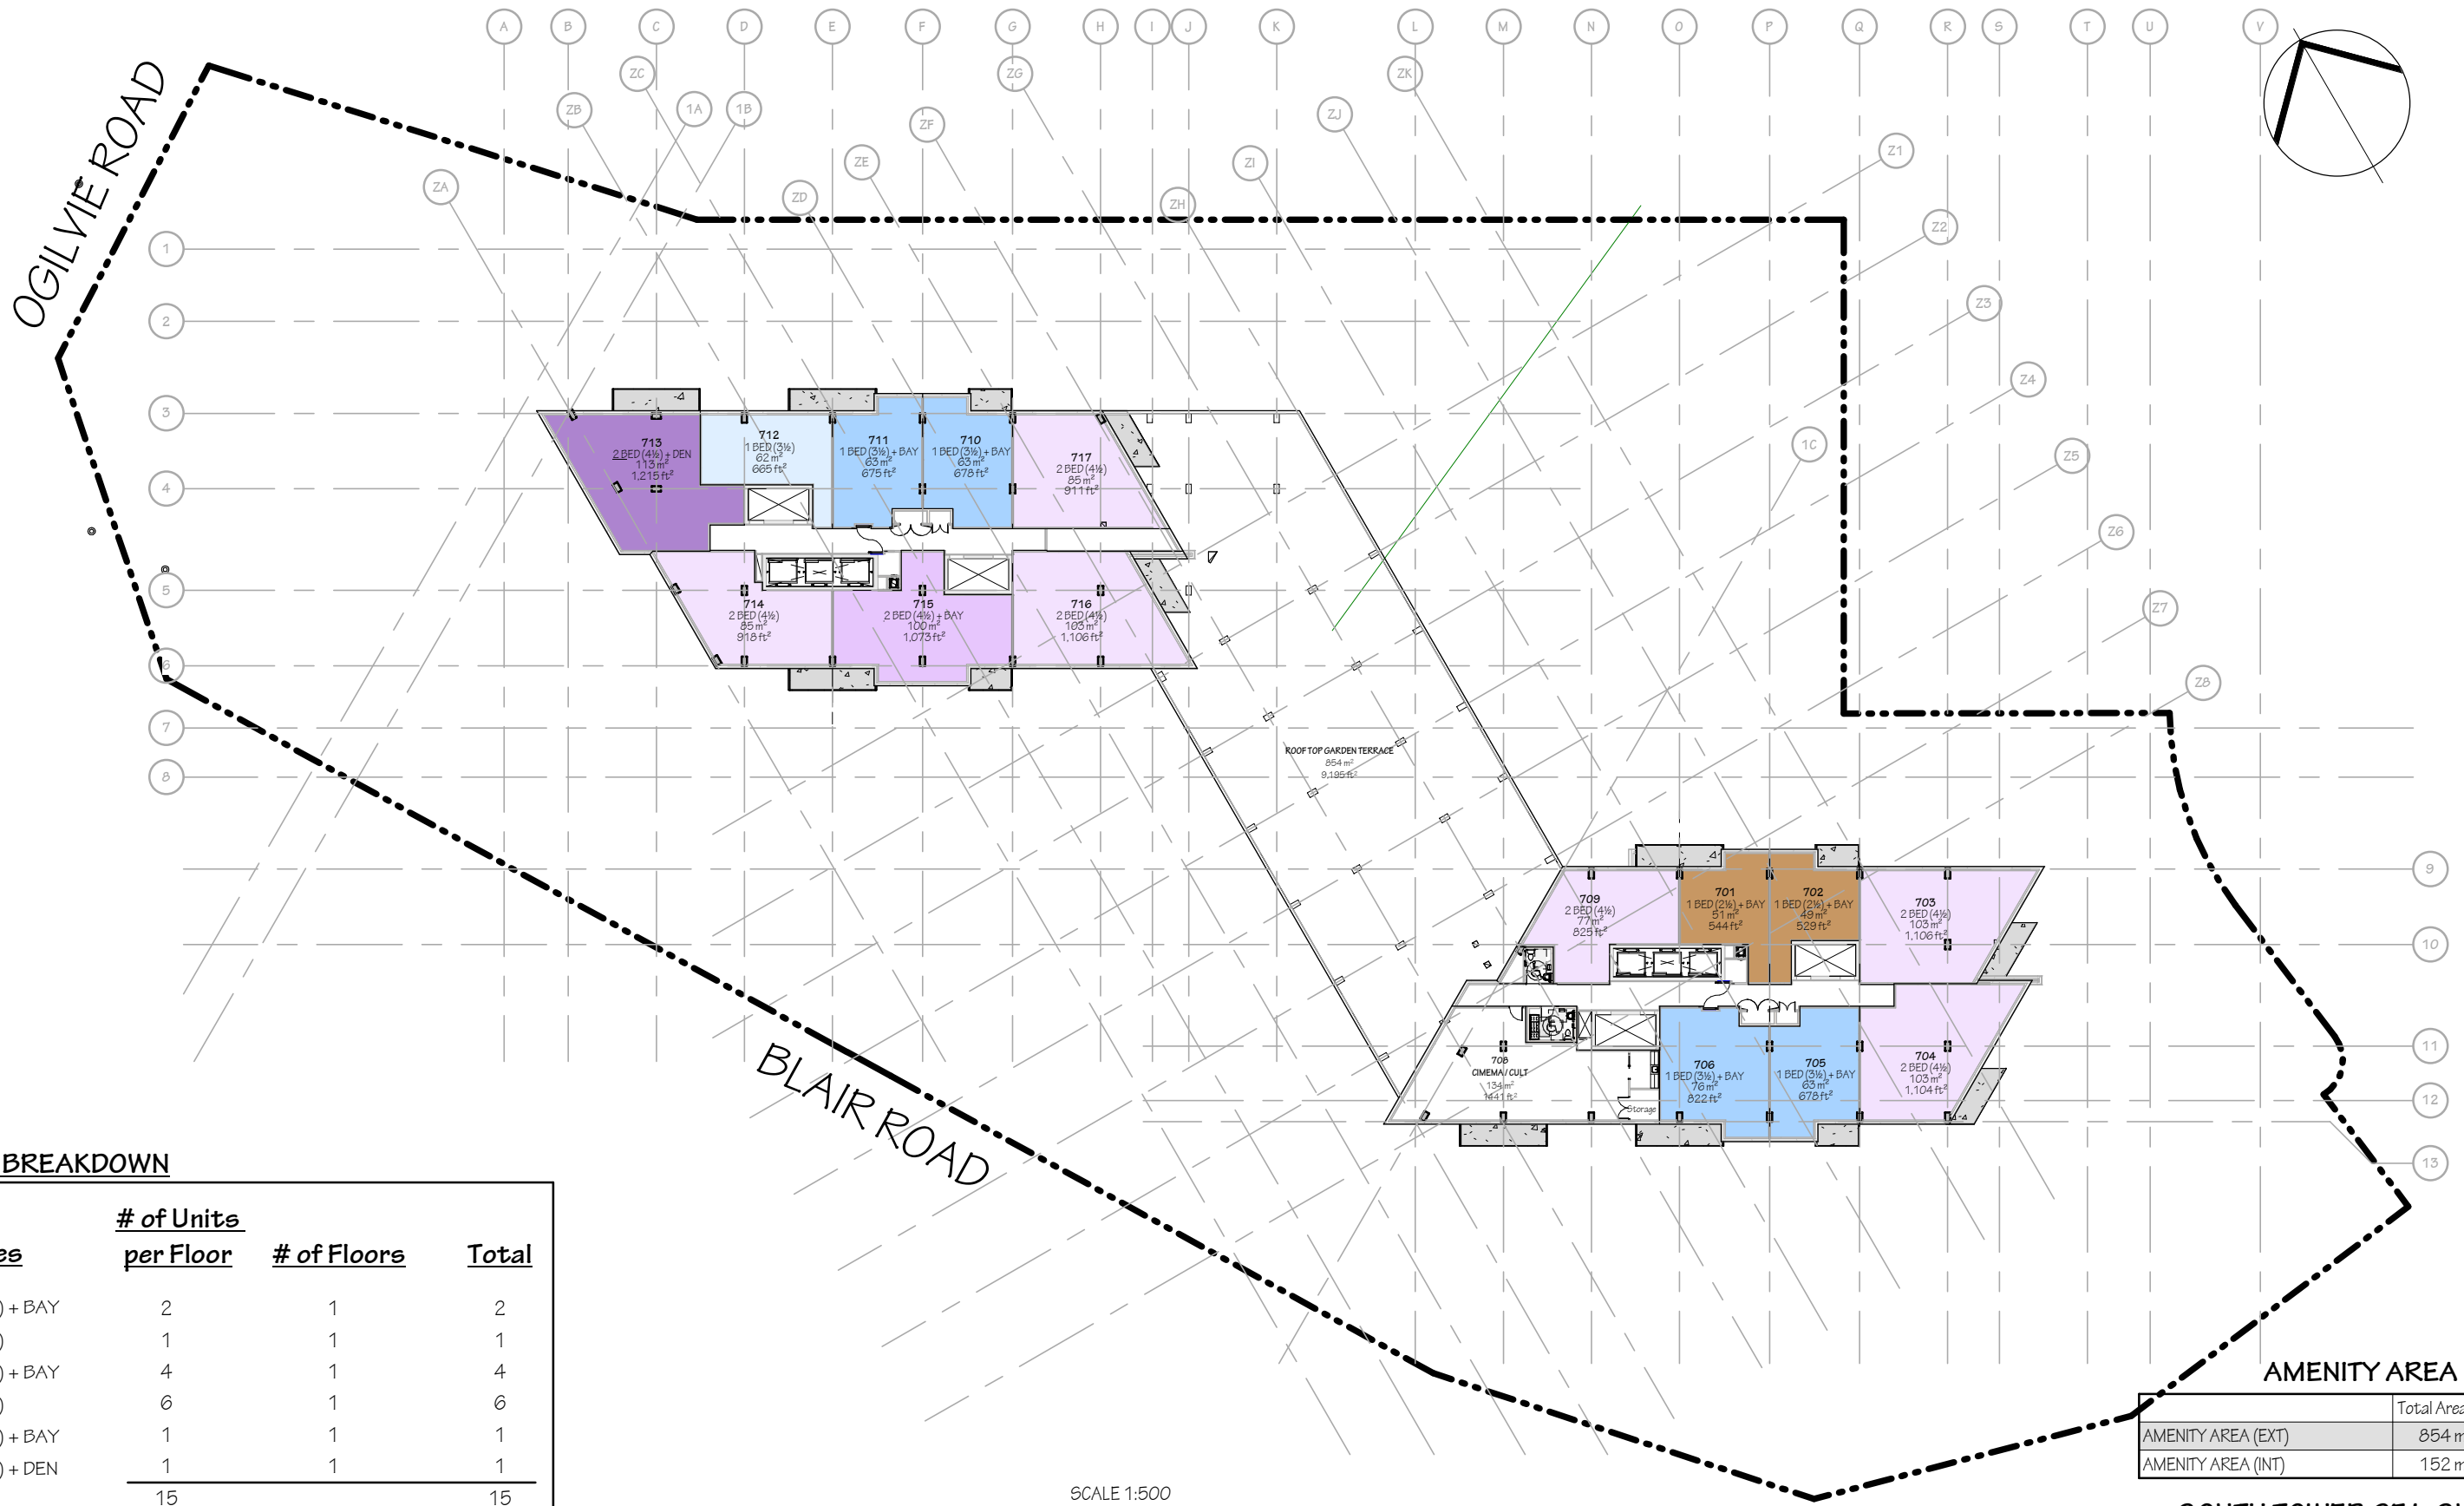 A B C D E F G H I J K L M N O P Q R S T U V
ZC ZG ZK
ZB 1A 1B ZF ZJ
ZA ZD ZE ZH ZI Z1
Z2
Z3
Z4
1C Z5
Z6
Z7
Z8
1
2
3
4
5
6
7
8
9
10
11
12
13
OGILVIE ROAD
BLAIR ROAD
713
2 BED (4½) + DEN
113 m²
1,215 ft²
712
1 BED (3½)
62 m²
665 ft²
711
1 BED (3½) + BAY
63 m²
675 ft²
710
1 BED (3½) + BAY
63 m²
678 ft²
717
2 BED (4½)
85 m²
911 ft²
714
2 BED (4½)
85 m²
918 ft²
715
2 BED (4½) + BAY
100 m²
1,073 ft²
716
2 BED (4½)
103 m²
1,106 ft²
ROOF TOP GARDEN TERRACE
854 m²
9,195 ft²
709
2 BED (4½)
77 m²
825 ft²
701
1 BED (2½) + BAY
51 m²
544 ft²
702
1 BED (2½) + BAY
49 m²
529 ft²
703
2 BED (4½)
103 m²
1,106 ft²
708
CIMEMA / CULT
134 m²
1441 ft²
Storage
706
1 BED (3½) + BAY
76 m²
822 ft²
705
1 BED (3½) + BAY
63 m²
678 ft²
704
2 BED (4½)
103 m²
1,104 ft²
BREAKDOWN
# of Units
es per Floor # of Floors Total
) + BAY 2 1 2
) 1 1 1
) + BAY 4 1 4
) 6 1 6
) + BAY 1 1 1
) + DEN 1 1 1
15 15
SCALE 1:500
AMENITY AREA
Total Area
AMENITY AREA (EXT) 854 m
AMENITY AREA (INT) 152 m